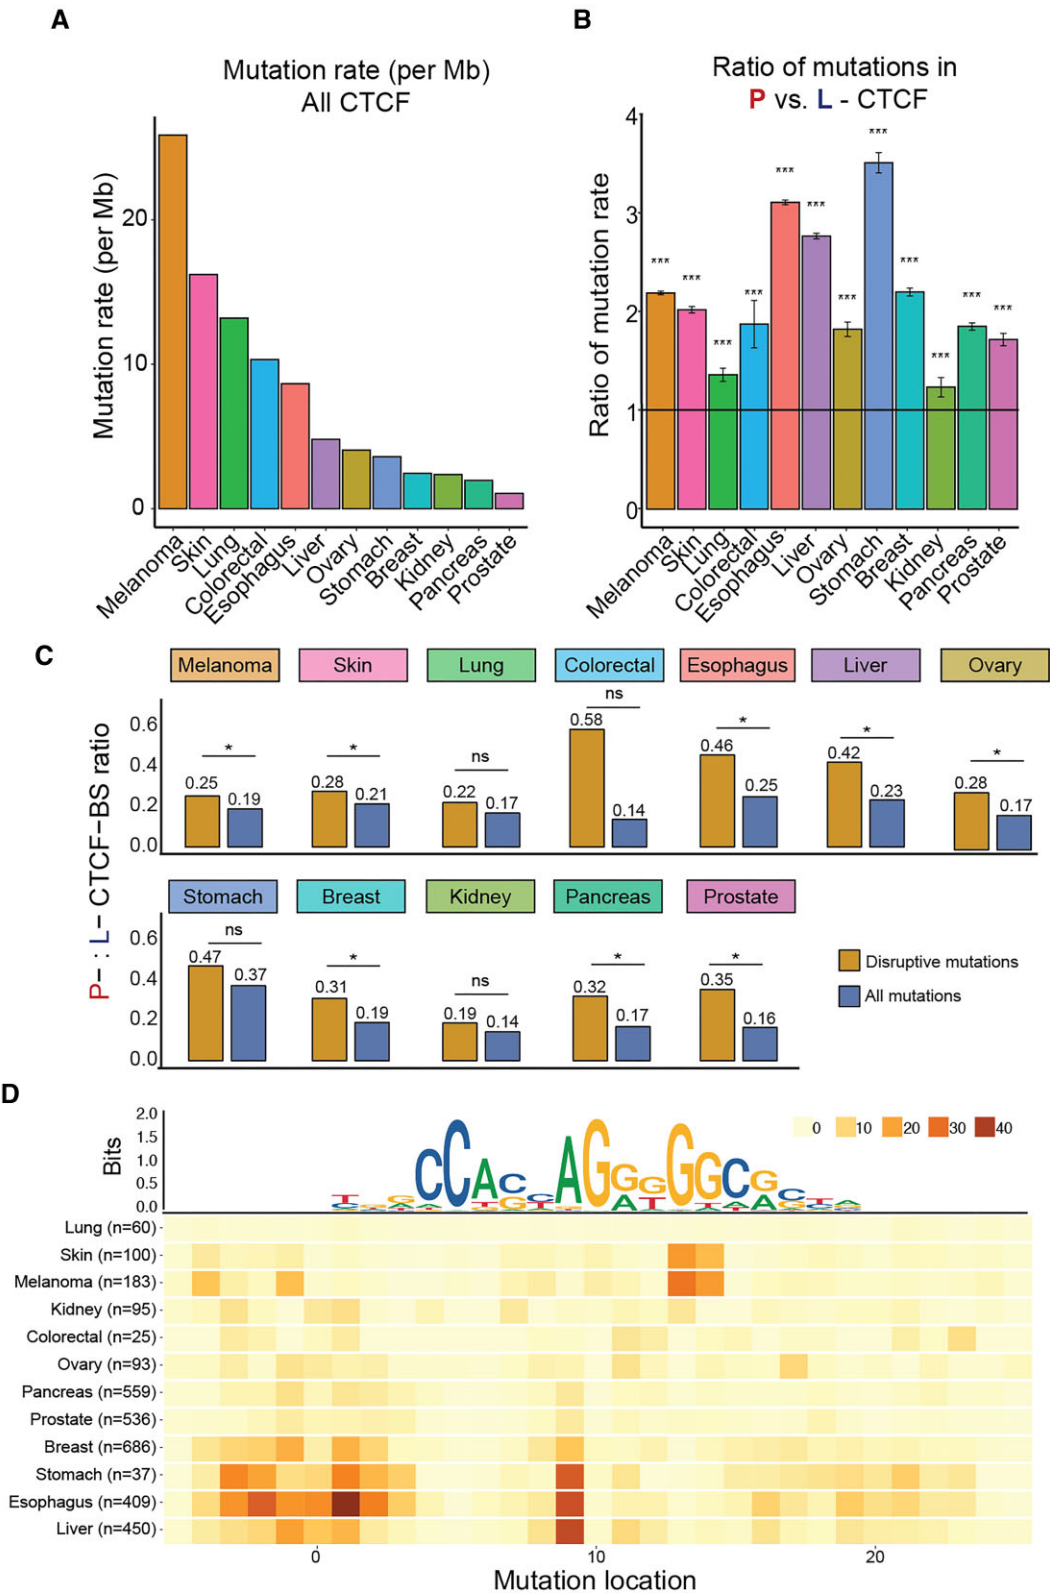 A
Mutation rate (per Mb)
All CTCF
Mutation rate (per Mb)
20
10
0
Melanoma
Skin
Lung
Colorectal
Esophagus
Liver
Ovary
Stomach
Breast
Kidney
Pancreas
Prostate
B
Ratio of mutations in
P vs. L - CTCF
Ratio of mutation rate
4
3
2
1
0
***
***
***
***
***
***
***
***
***
***
***
***
Melanoma
Skin
Lung
Colorectal
Esophagus
Liver
Ovary
Stomach
Breast
Kidney
Pancreas
Prostate
C
P− : L− CTCF−BS ratio
Melanoma Skin Lung Colorectal Esophagus Liver Ovary
0.6
0.4
0.2
0.0
* * ns ns * * *
0.25 0.19 0.28 0.21 0.22 0.17 0.58 0.14 0.46 0.25 0.42 0.23 0.28 0.17
Stomach Breast Kidney Pancreas Prostate
0.6
0.4
0.2
0.0
ns * ns * *
0.47 0.37 0.31 0.19 0.19 0.14 0.32 0.17 0.35 0.16
Disruptive mutations
All mutations
D
Bits
2.0
1.5
1.0
0.5
0.0
0 10 20 30 40
Lung (n=60)
Skin (n=100)
Melanoma (n=183)
Kidney (n=95)
Colorectal (n=25)
Ovary (n=93)
Pancreas (n=559)
Prostate (n=536)
Breast (n=686)
Stomach (n=37)
Esophagus (n=409)
Liver (n=450)
0 10 20
Mutation location